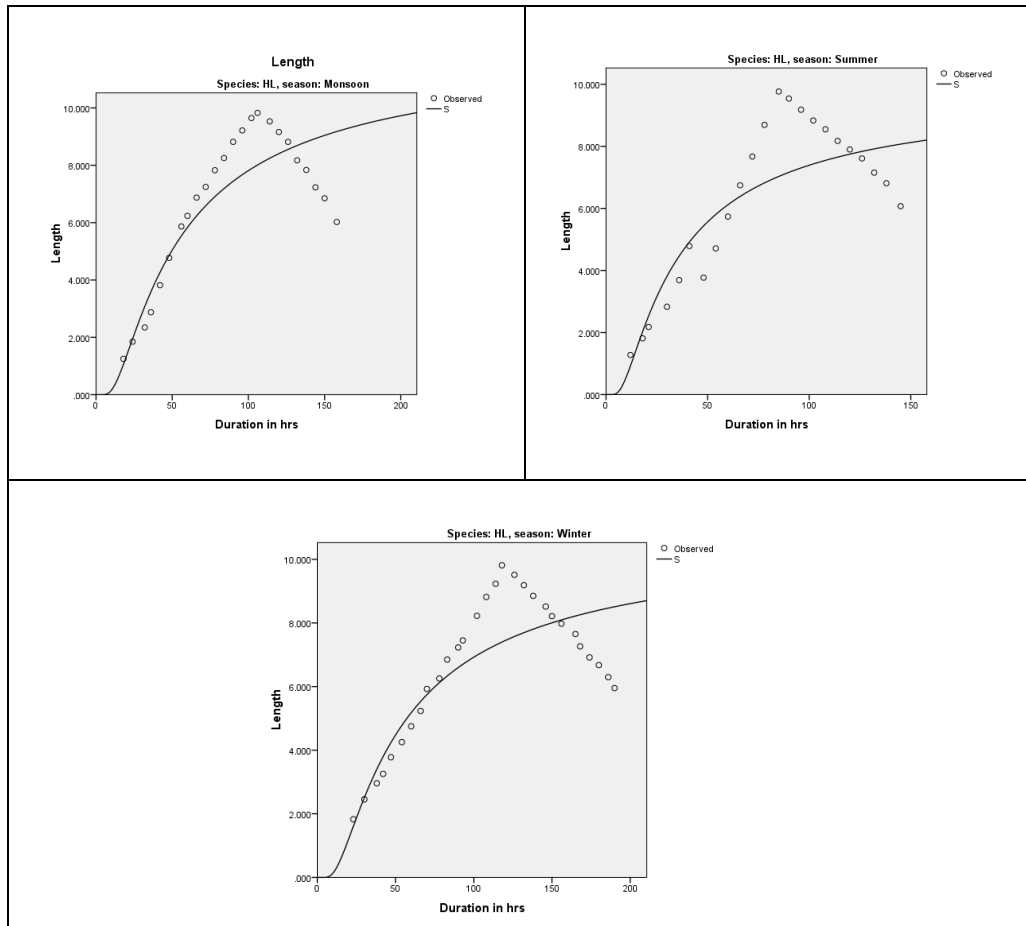 Length
Species: HL, season: Monsoon
Observed
S
10.000
8.000
6.000
4.000
2.000
.000
Length
0 50 100 150 200
Duration in hrs
Species: HL, season: Summer
Observed
S
10.000
8.000
6.000
4.000
2.000
.000
Length
0 50 100 150
Duration in hrs
Species: HL, season: Winter
Observed
S
10.000
8.000
6.000
4.000
2.000
.000
Length
0 50 100 150 200
Duration in hrs